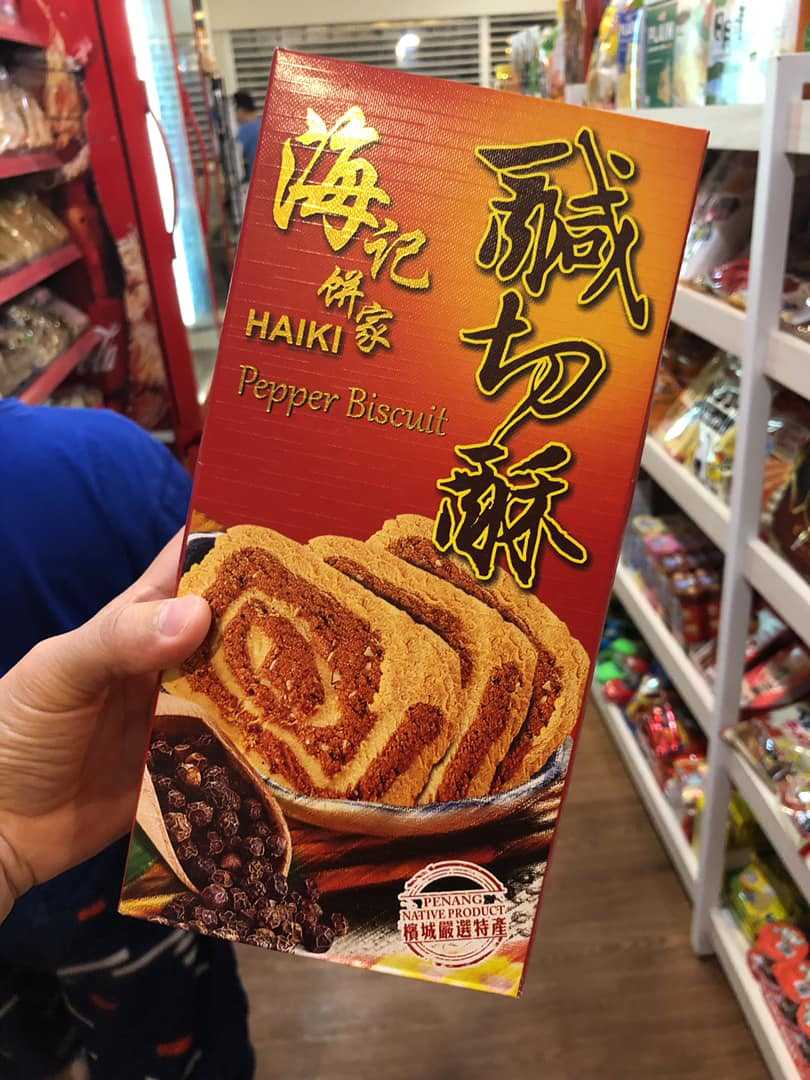 海记
饼家
HAIKI
Pepper Biscuit
鹹切酥
PENANG
NATIVE PRODUCT
檳城嚴選特產
PLAIN